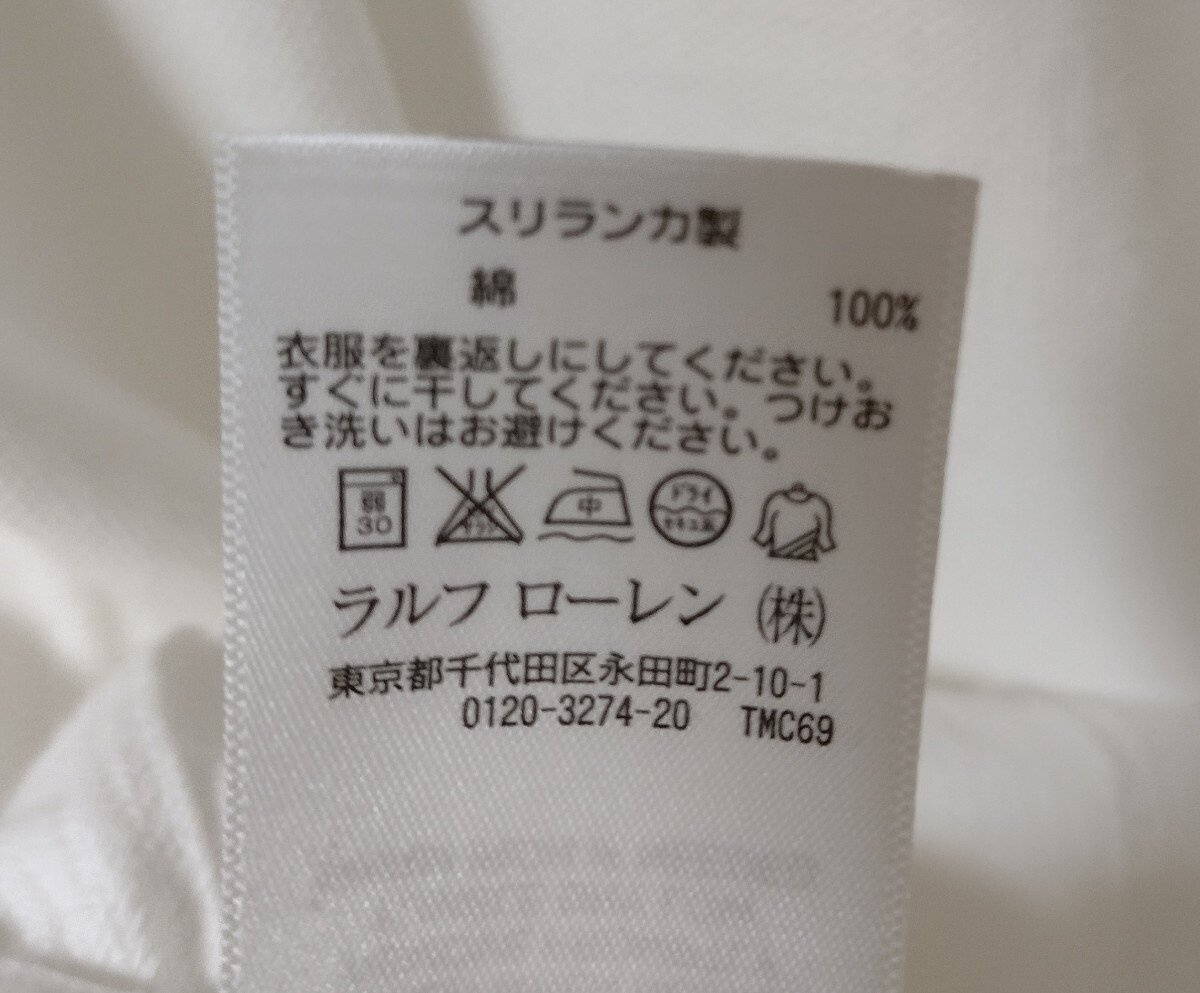 スリランカ製
綿 100%
衣服を裏返しにしてください。
すぐに干してください。つけお
き洗いはお避けください。
弱
30
中
ドライ
セキユ系
ラルフ ローレン (株)
東京都千代田区永田町2-10-1
0120-3274-20 TMC69